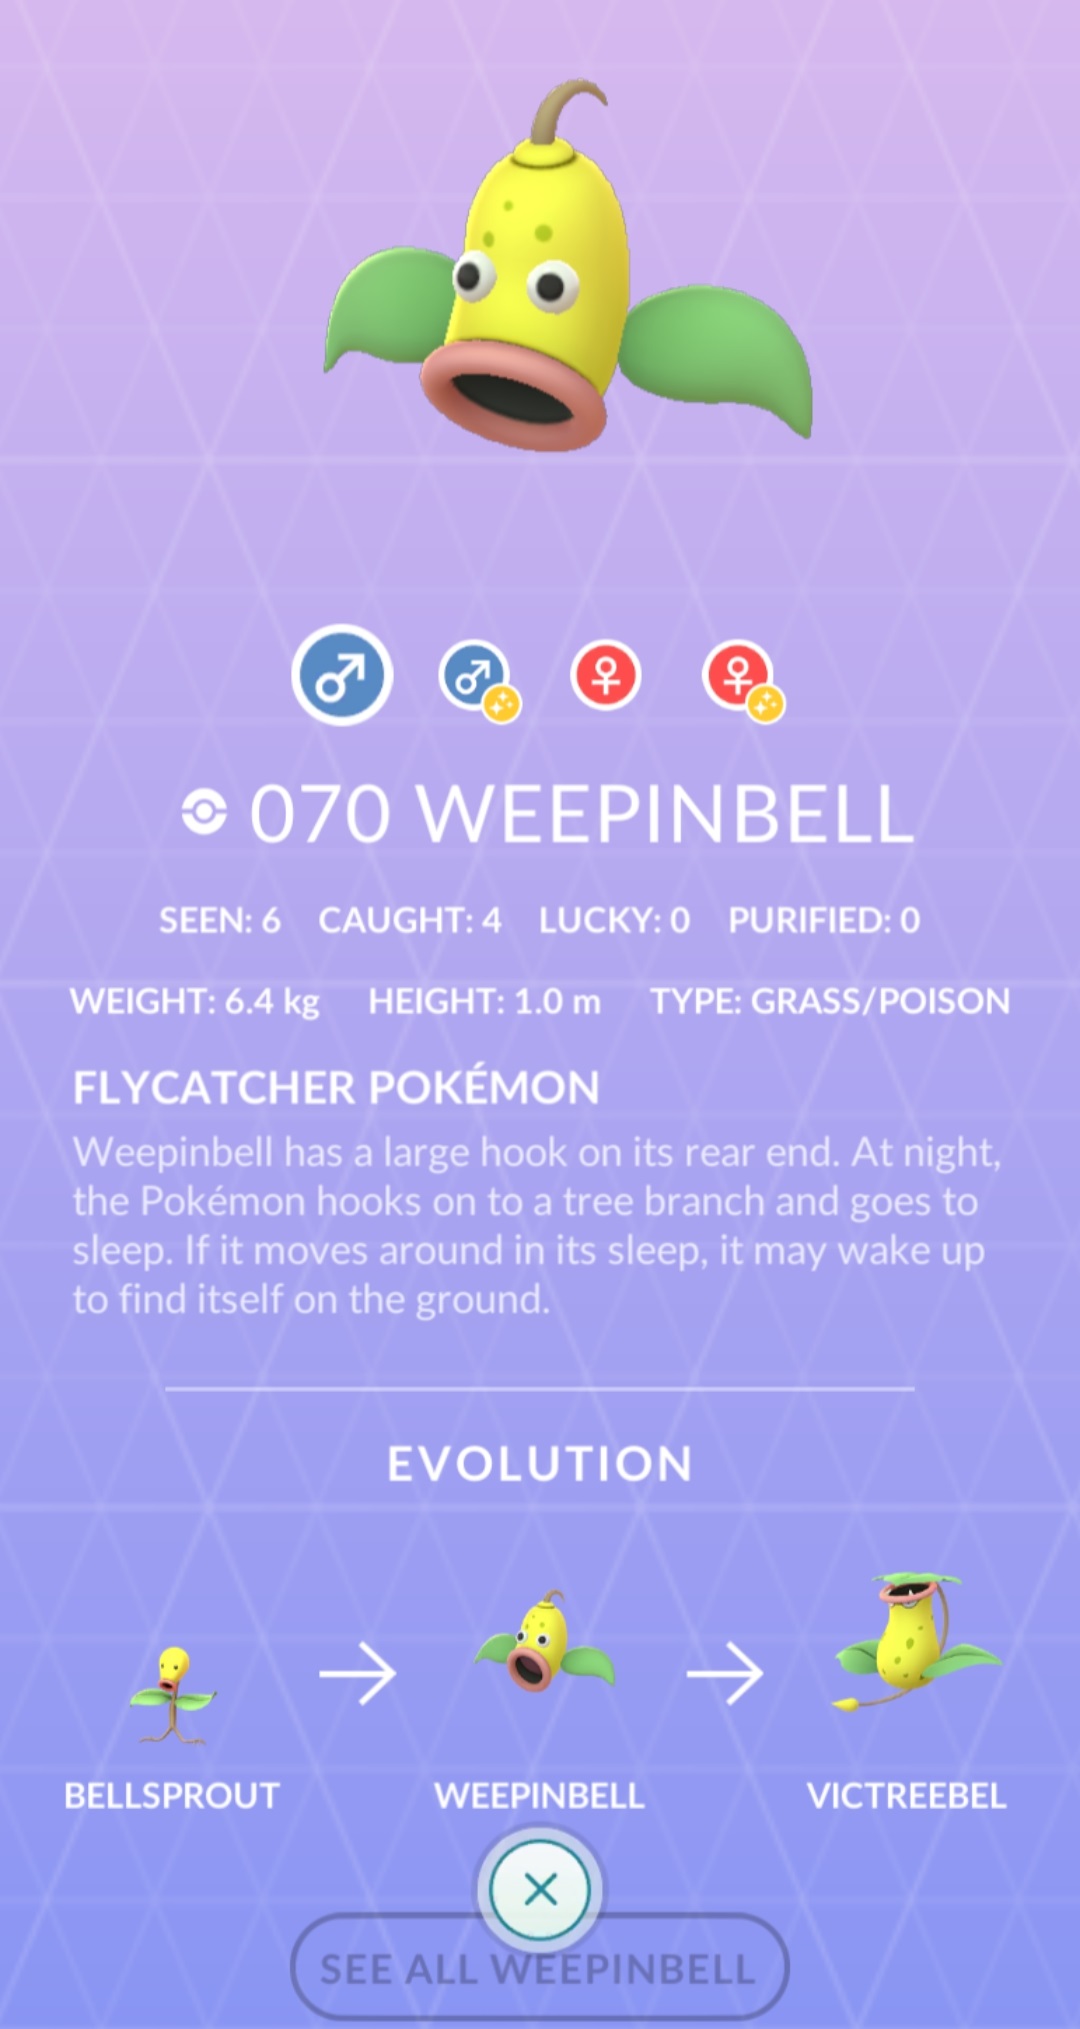 070 WEEPINBELL
SEEN: 6 CAUGHT: 4 LUCKY: 0 PURIFIED: 0
WEIGHT: 6.4 kg HEIGHT: 1.0 m TYPE: GRASS/POISON
FLYCATCHER POKÉMON
Weepinbell has a large hook on its rear end. At night,
the Pokémon hooks on to a tree branch and goes to
sleep. If it moves around in its sleep, it may wake up
to find itself on the ground.
EVOLUTION
BELLSPROUT WEEPINBELL VICTREEBEL
SEE ALL WEEPINBELL